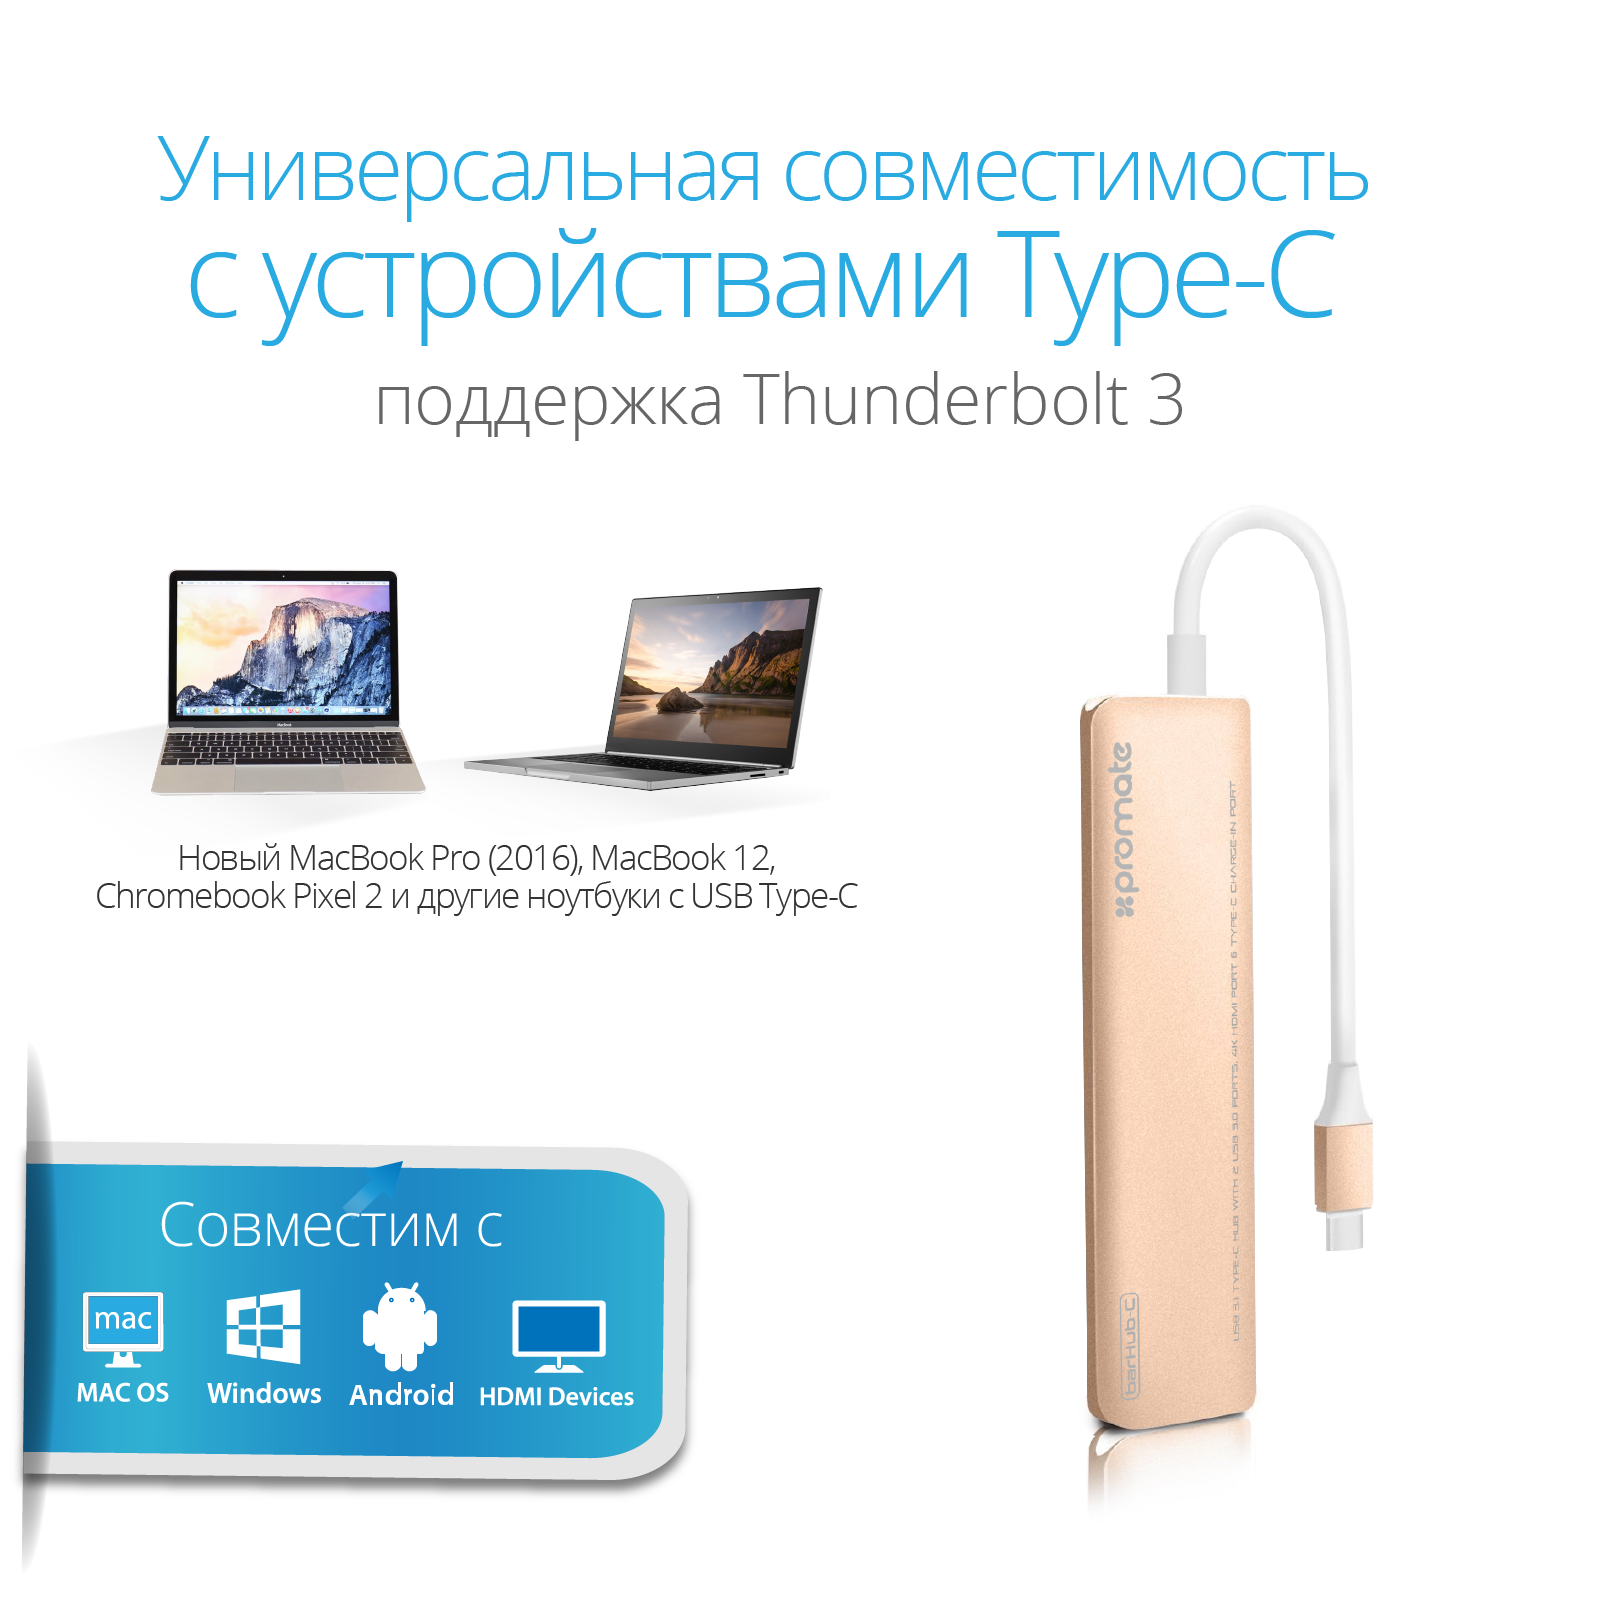 Универсальная совместимость
с устройствами Type-C
поддержка Thunderbolt 3
MacBook
Новый MacBook Pro (2016), MacBook 12,
Chromebook Pixel 2 и другие ноутбуки с USB Type-C
promate
USB 3.1 TYPE-C HUB WITH 2 USB 3.0 PORTS, 4K HDMI PORT & TYPE-C CHARGE-IN PORT
barHub-C
Совместим с
mac
MAC OS
Windows
Android
HDMI Devices